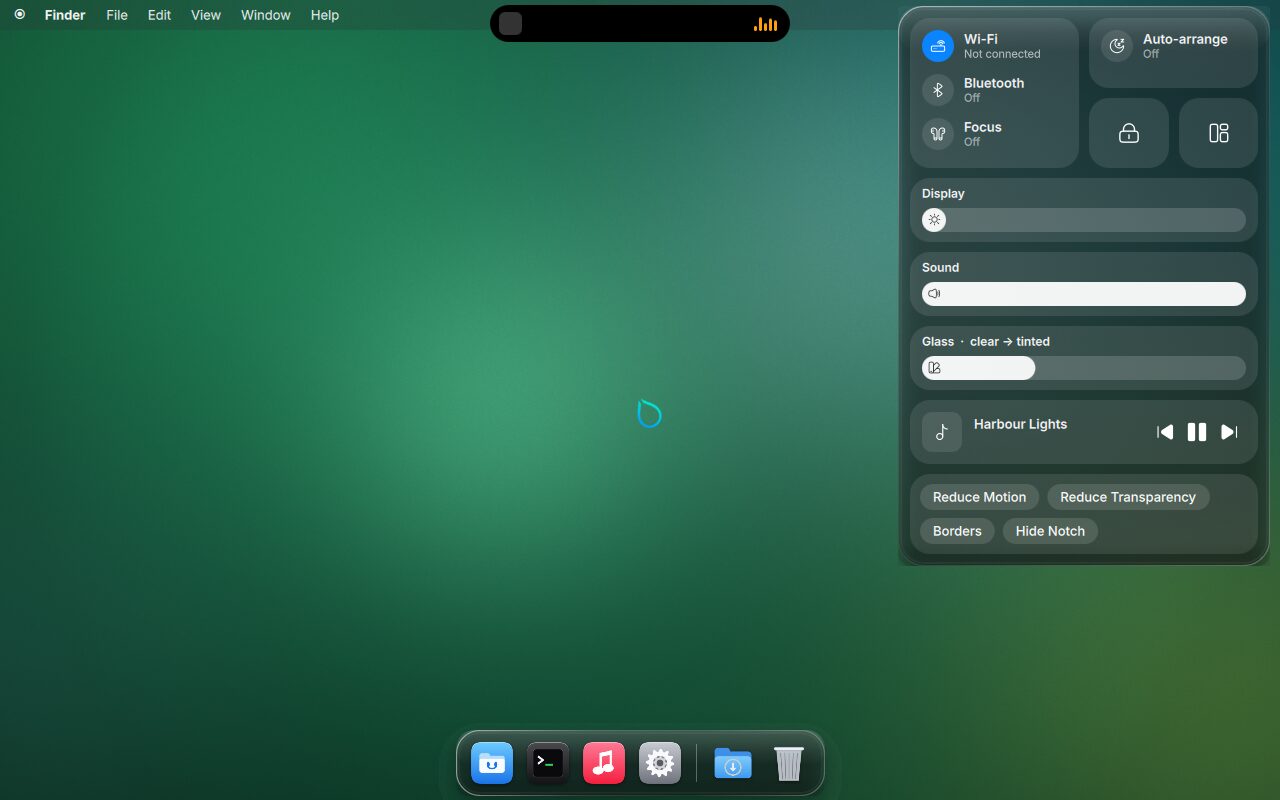 Finder File Edit View Window Help
Wi-Fi
Not connected
Bluetooth
Off
Focus
Off
Auto-arrange
Off
Display
Sound
Glass · clear → tinted
Harbour Lights
Reduce Motion Reduce Transparency
Borders Hide Notch